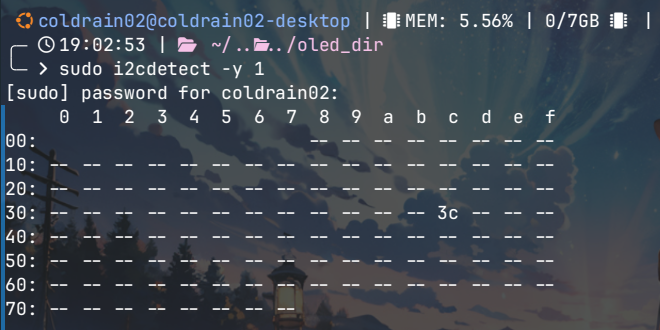 coldrain02@coldrain02-desktop | MEM: 5.56% | 0/7GB |
19:02:53 | ~/..../oled_dir
> sudo i2cdetect -y 1
[sudo] password for coldrain02:
     0  1  2  3  4  5  6  7  8  9  a  b  c  d  e  f
00:                         -- -- -- -- -- -- -- --
10: -- -- -- -- -- -- -- -- -- -- -- -- -- -- -- --
20: -- -- -- -- -- -- -- -- -- -- -- -- -- -- -- --
30: -- -- -- -- -- -- -- -- -- -- -- -- 3c -- -- --
40: -- -- -- -- -- -- -- -- -- -- -- -- -- -- -- --
50: -- -- -- -- -- -- -- -- -- -- -- -- -- -- -- --
60: -- -- -- -- -- -- -- -- -- -- -- -- -- -- -- --
70: -- -- -- -- -- -- -- --